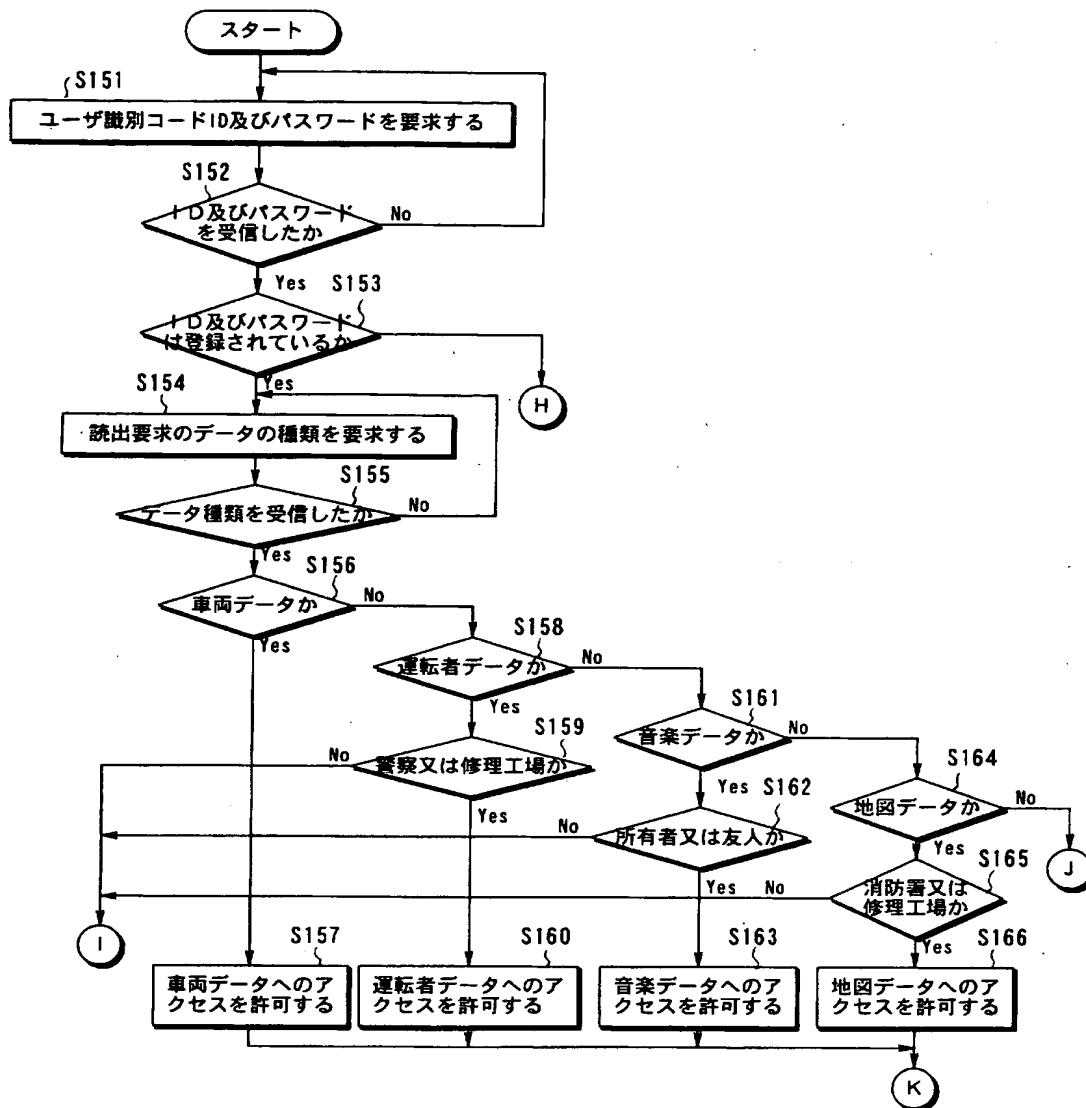 スタート
S151
ユーザ識別コードID及びパスワードを要求する
S152
ID及びパスワード
を受信したか
No
Yes
S153
ID及びパスワード
は登録されているか
Yes
H
S154
読出要求のデータの種類を要求する
S155
データ種類を受信したか
No
Yes
S156
車両データか
No
Yes
S158
運転者データか
No
Yes
S159
警察又は修理工場か
No
Yes
S161
音楽データか
No
Yes
S162
所有者又は友人か
No
Yes
S164
地図データか
No
Yes
J
S165
消防署又は
修理工場か
No
Yes
I
S157
車両データへのア
クセスを許可する
S160
運転者データへのア
クセスを許可する
S163
音楽データへのア
クセスを許可する
S166
地図データへのア
クセスを許可する
K